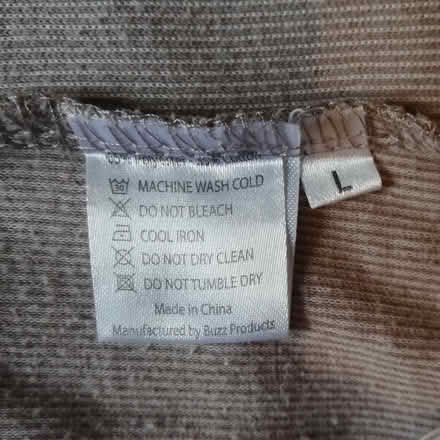 30 MACHINE WASH COLD
DO NOT BLEACH
COOL IRON
DO NOT DRY CLEAN
DO NOT TUMBLE DRY
Made in China
Manufactured by Buzz Products
L